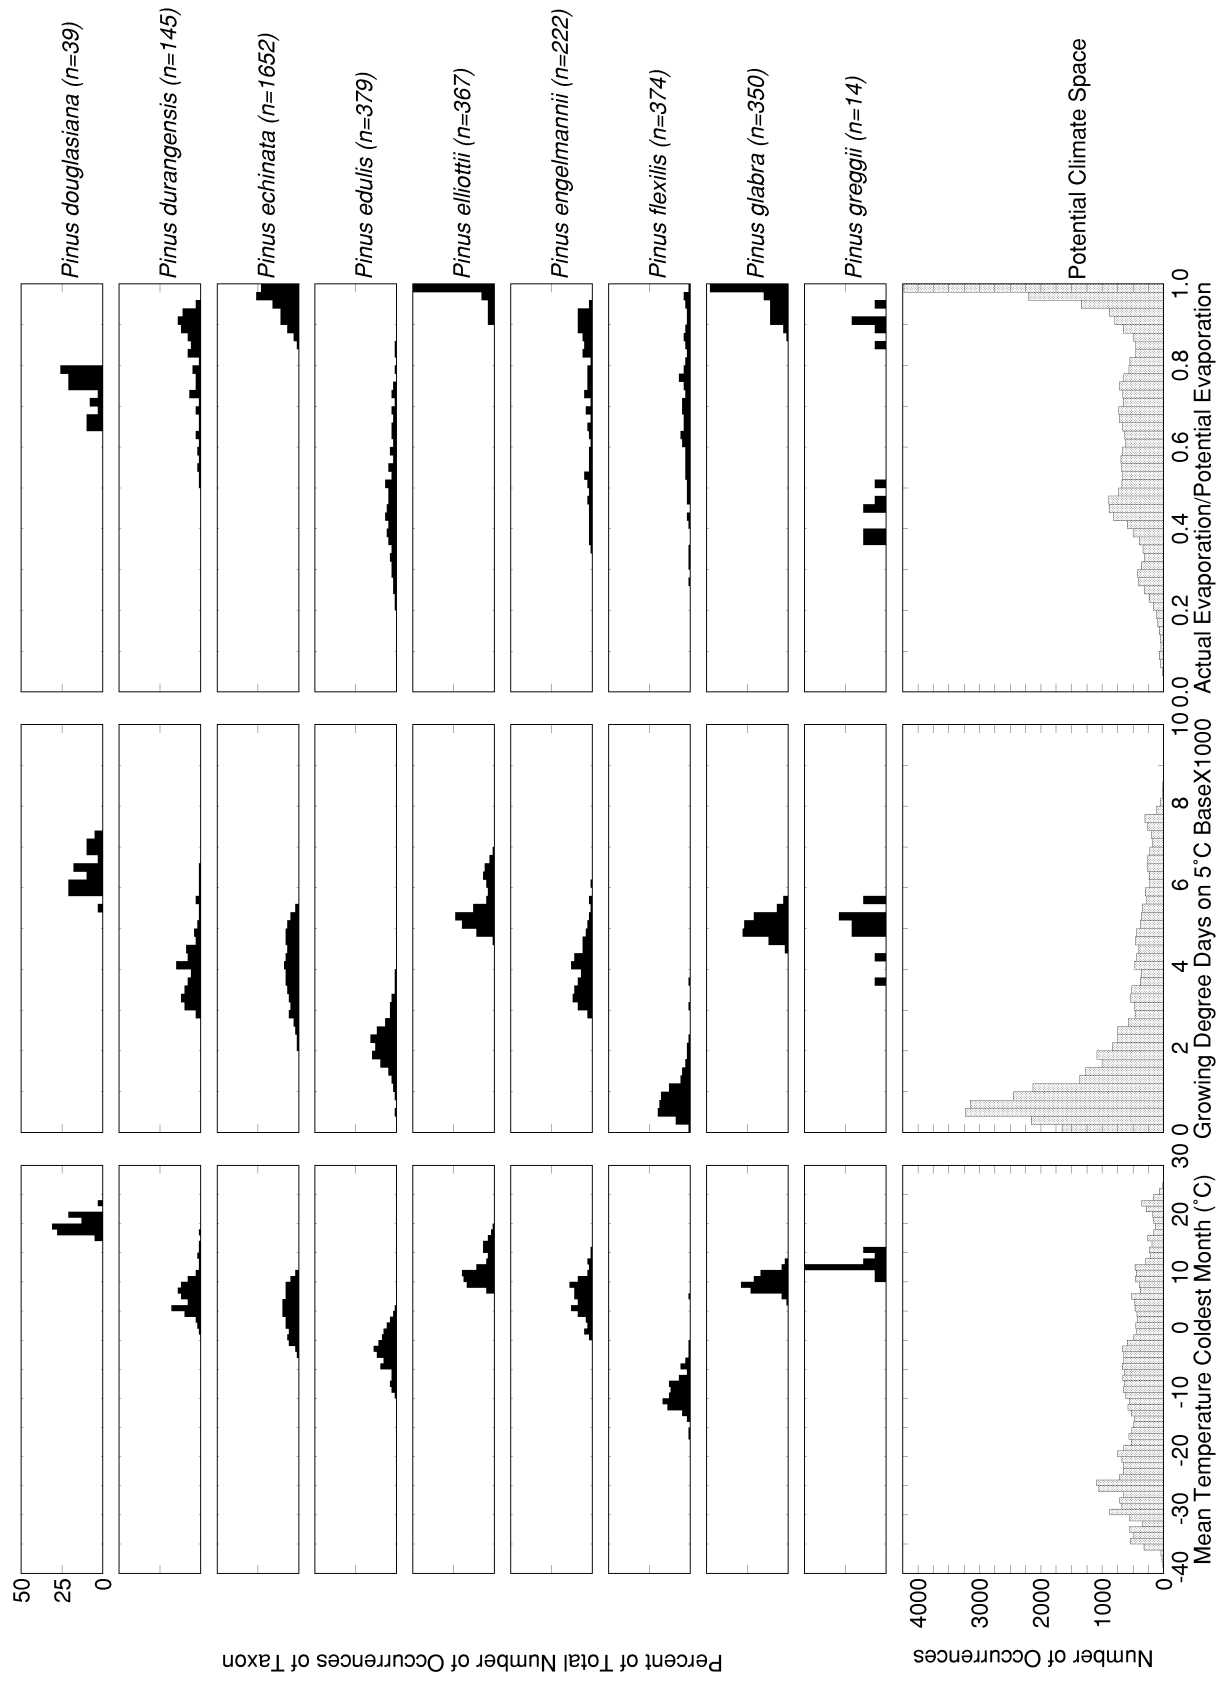 50
25
0
Pinus douglasiana (n=39)
Pinus durangensis (n=145)
Pinus echinata (n=1652)
Pinus edulis (n=379)
Pinus elliottii (n=367)
Pinus engelmannii (n=222)
Pinus flexilis (n=374)
Pinus glabra (n=350)
Pinus greggii (n=14)
Percent of Total Number of Occurrences of Taxon
Potential Climate Space
4000
3000
2000
1000
0
Number of Occurrences
-40 -30 -20 -10 0 10 20 30
Mean Temperature Coldest Month (°C)
0 2 4 6 8 10
Growing Degree Days on 5°C BaseX1000
0.0 0.2 0.4 0.6 0.8 1.0
Actual Evaporation/Potential Evaporation